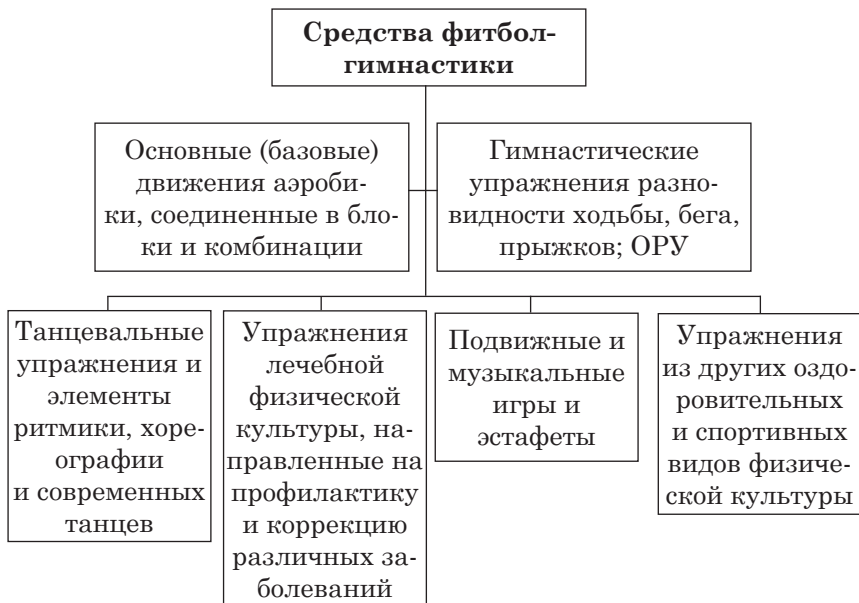 Средства фитбол-
гимнастики
Основные (базовые)
движения аэроби-
ки, соединенные в бло-
ки и комбинации
Гимнастические
упражнения разно-
видности ходьбы, бега,
прыжков; ОРУ
Танцевальные
упражнения и
элементы
ритмики, хоре-
ографии
и современных
танцев
Упражнения
лечебной
физической
культуры, на-
правленные на
профилактику
и коррекцию
различных за-
болеваний
Подвижные и
музыкальные
игры и
эстафеты
Упражнения
из других оздо-
ровительных
и спортивных
видов физиче-
ской культуры